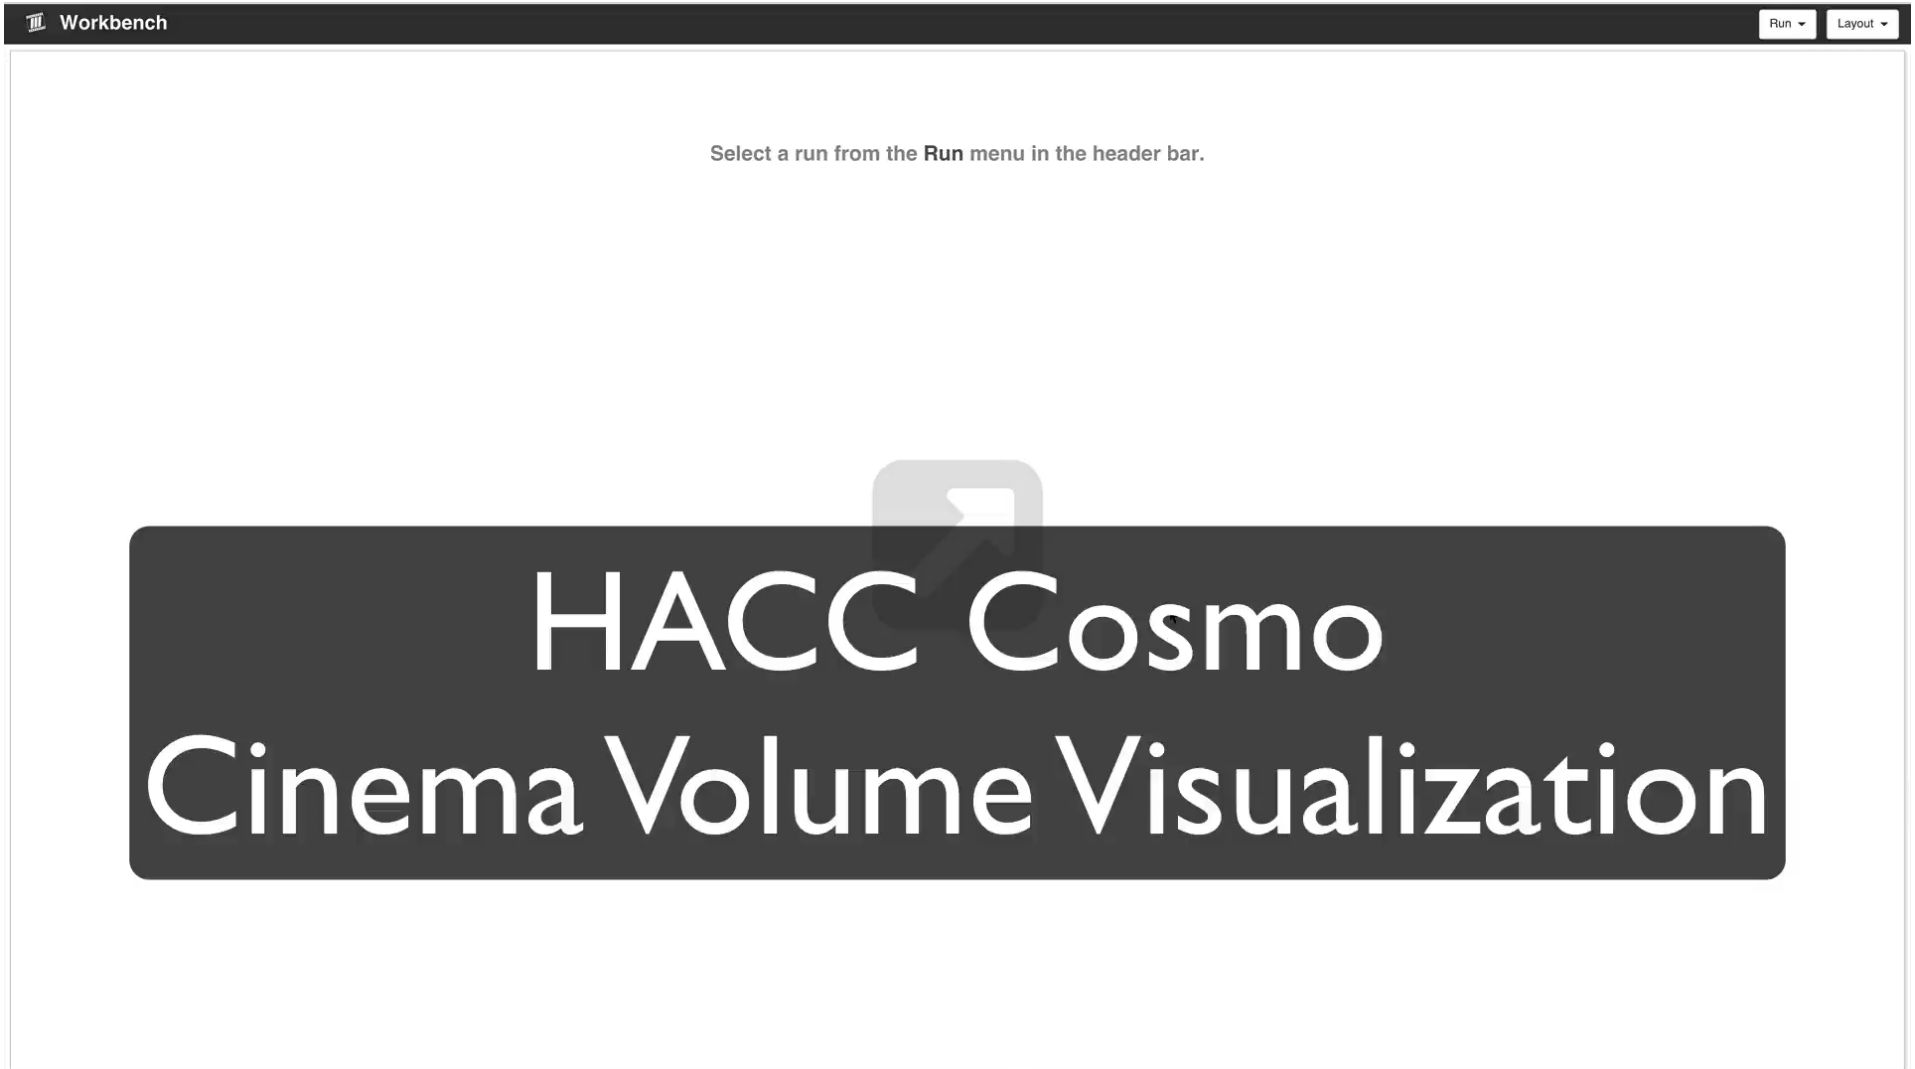 Workbench
Run
Layout
Select a run from the Run menu in the header bar.
HACC Cosmo
Cinema Volume Visualization